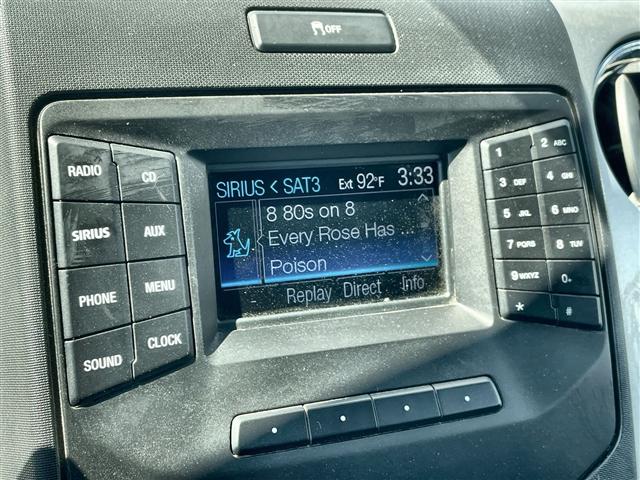 OFF
RADIO
CD
SIRIUS
AUX
PHONE
MENU
SOUND
CLOCK
SIRIUS < SAT3 Ext 92°F 3:33
8 80s on 8
Every Rose Has ...
Poison
Replay Direct Info
1
2 ABC
3 DEF
4 GHI
5 JKL
6 MNO
7 PQRS
8 TUV
9 WXYZ
0+
*
#